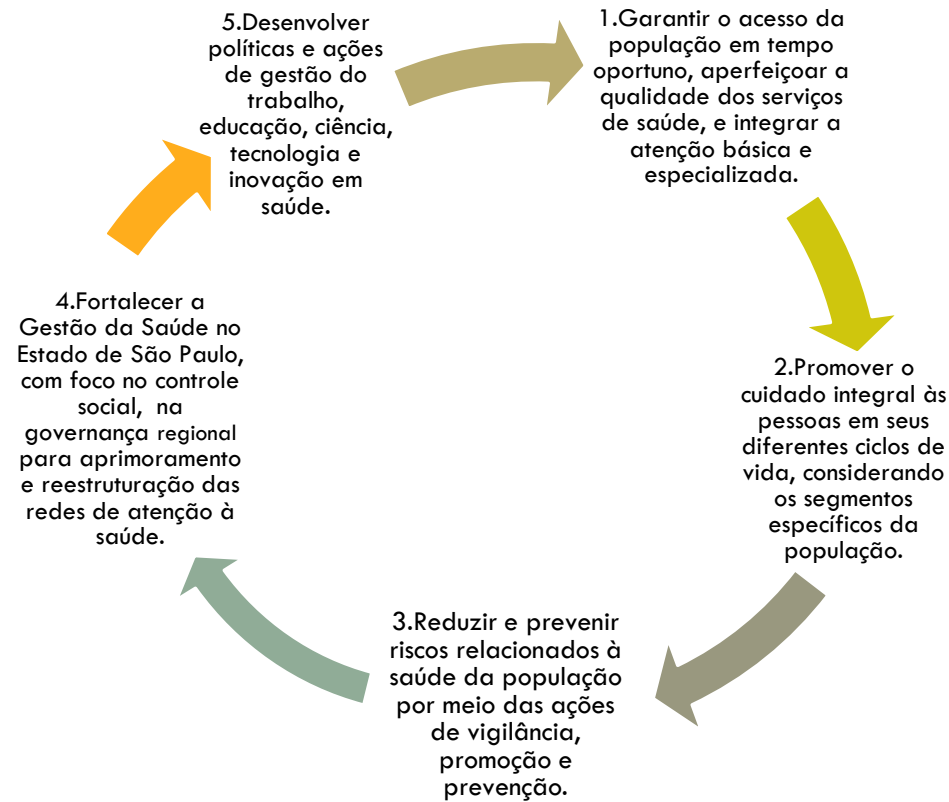 1.Garantir o acesso da
população em tempo
oportuno, aperfeiçoar a
qualidade dos serviços
de saúde, e integrar a
atenção básica e
especializada.
2.Promover o
cuidado integral às
pessoas em seus
diferentes ciclos de
vida, considerando
os segmentos
específicos da
população.
3.Reduzir e prevenir
riscos relacionados à
saúde da população
por meio das ações
de vigilância,
promoção e
prevenção.
4.Fortalecer a
Gestão da Saúde no
Estado de São Paulo,
com foco no controle
social, na
governança regional
para aprimoramento
e reestruturação das
redes de atenção à
saúde.
5.Desenvolver
políticas e ações
de gestão do
trabalho,
educação, ciência,
tecnologia e
inovação em
saúde.